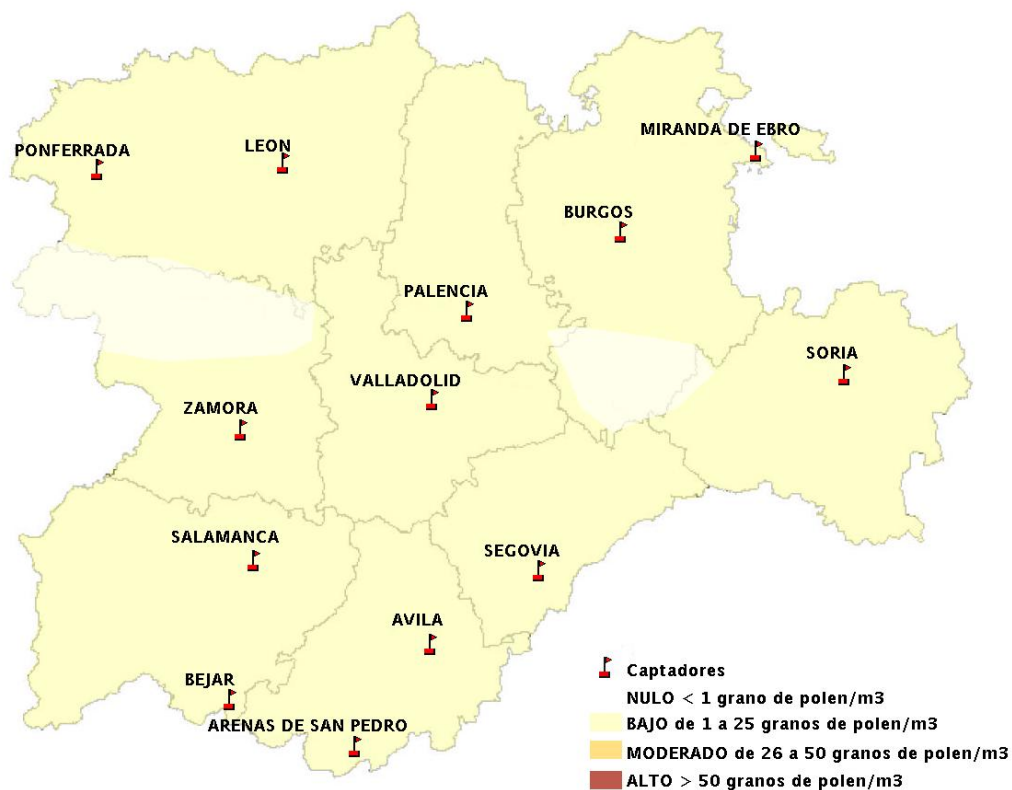 MIRANDA DE EBRO
PONFERRADA
LEON
BURGOS
PALENCIA
SORIA
VALLADOLID
ZAMORA
SALAMANCA
SEGOVIA
AVILA
BEJAR
ARENAS DE SAN PEDRO
Captadores
NULO < 1 grano de polen/m3
BAJO de 1 a 25 granos de polen/m3
MODERADO de 26 a 50 granos de polen/m3
ALTO > 50 granos de polen/m3